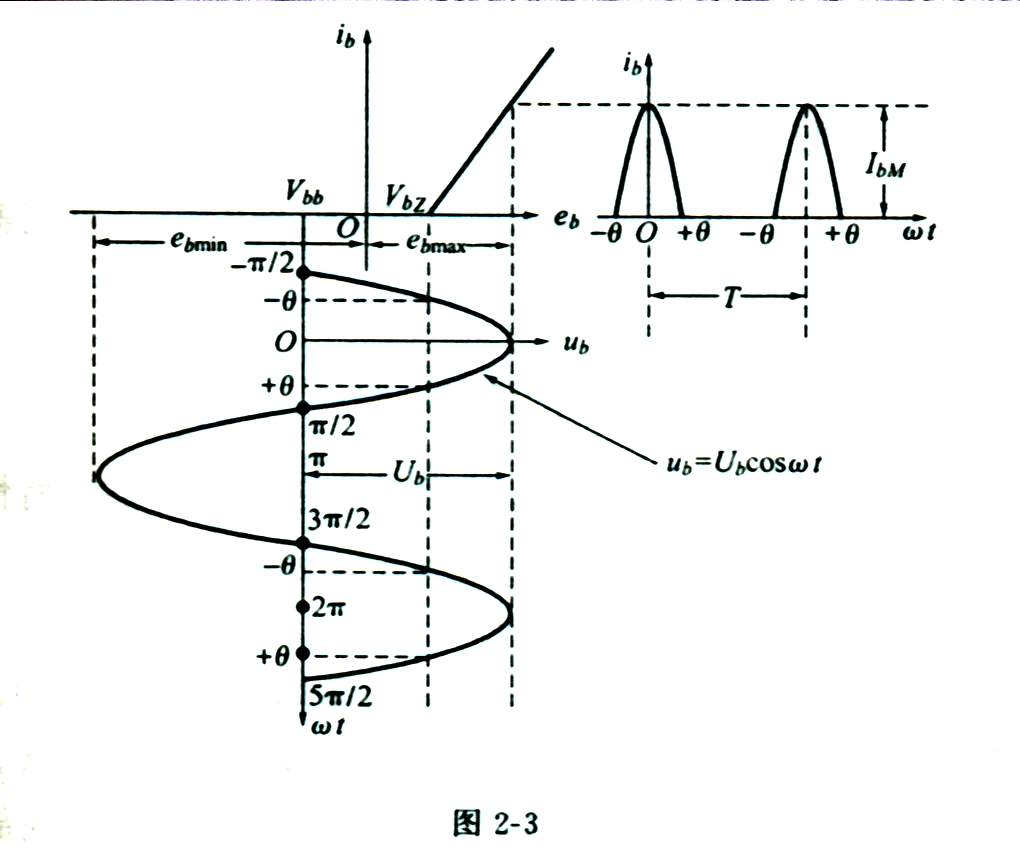 i_b
i_b
I_bM
V_bb
V_bZ
O
e_b
-θ O +θ -θ +θ ωt
e_bmin
e_bmax
-π/2
-θ
T
O
u_b
+θ
π/2
π
U_b
u_b=U_bcosωt
3π/2
-θ
2π
+θ
5π/2
ωt
图 2-3